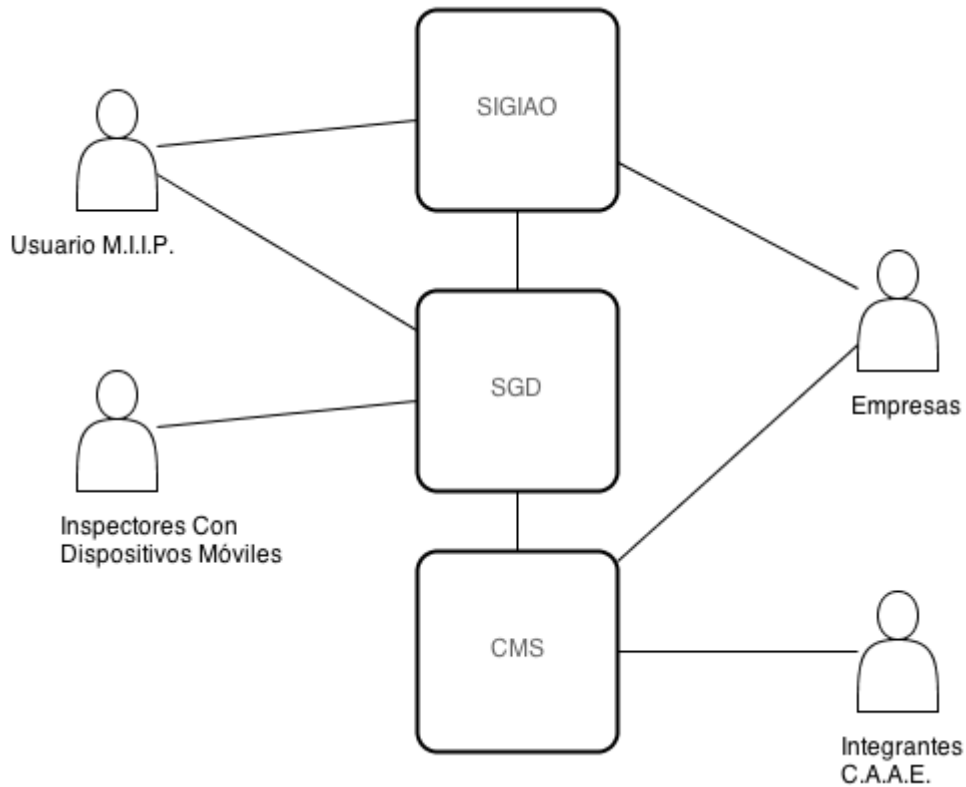 SIGIAO
Usuario M.I.I.P.
SGD
Empresas
Inspectores Con
Dispositivos Móviles
CMS
Integrantes
C.A.A.E.